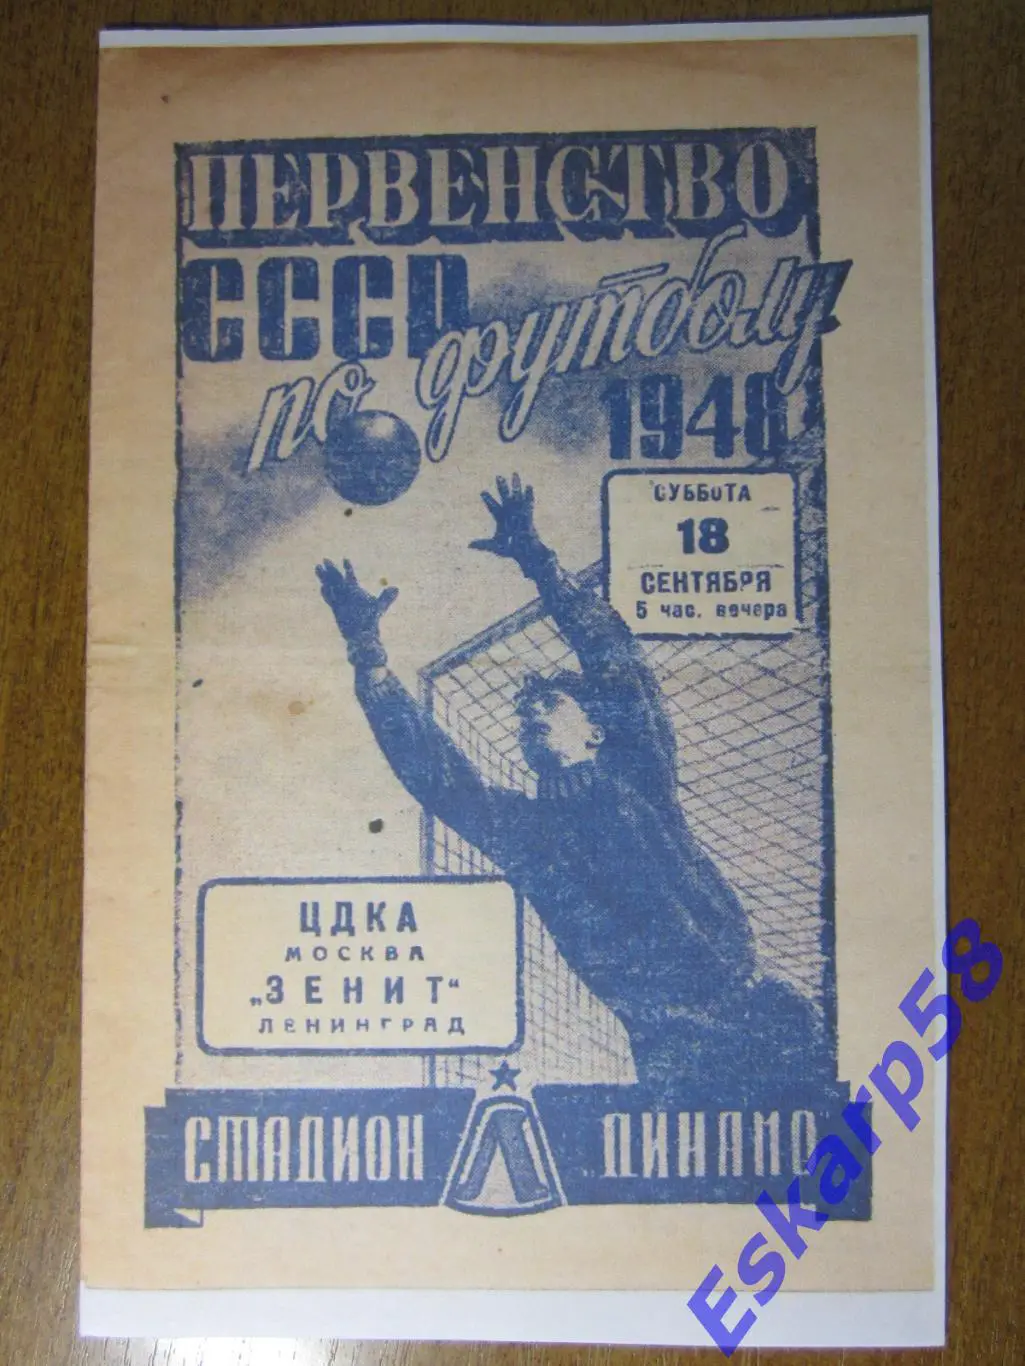 ПЕРВЕНСТВО
СССР
по футболу
1948
СУББОТА
18
СЕНТЯБРЯ
5 час. вечера
ЦДКА
МОСКВА
„ЗЕНИТ“
ЛЕНИНГРАД
СТАДИОН Л ДИНАМО
Eskarp58